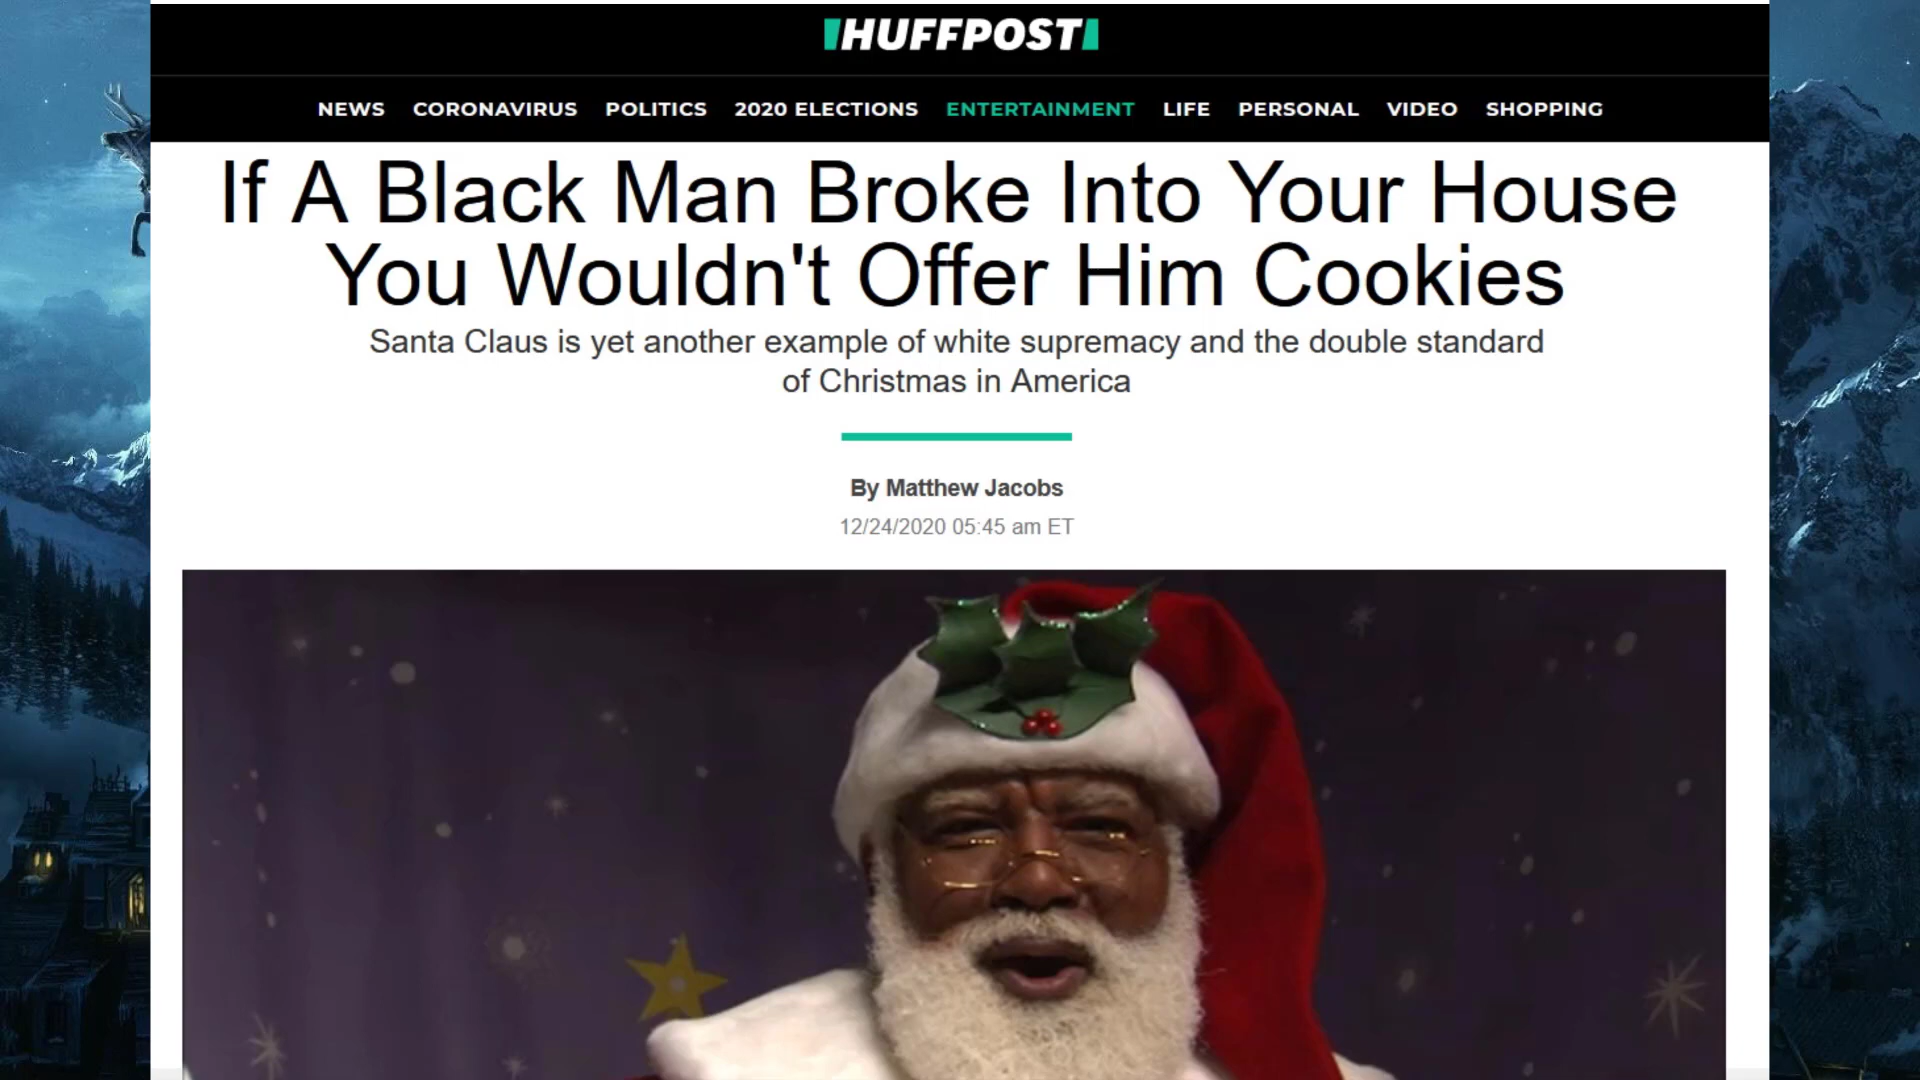 HUFFPOST
NEWS CORONAVIRUS POLITICS 2020 ELECTIONS ENTERTAINMENT LIFE PERSONAL VIDEO SHOPPING
If A Black Man Broke Into Your House
You Wouldn't Offer Him Cookies
Santa Claus is yet another example of white supremacy and the double standard
of Christmas in America
By Matthew Jacobs
12/24/2020 05:45 am ET